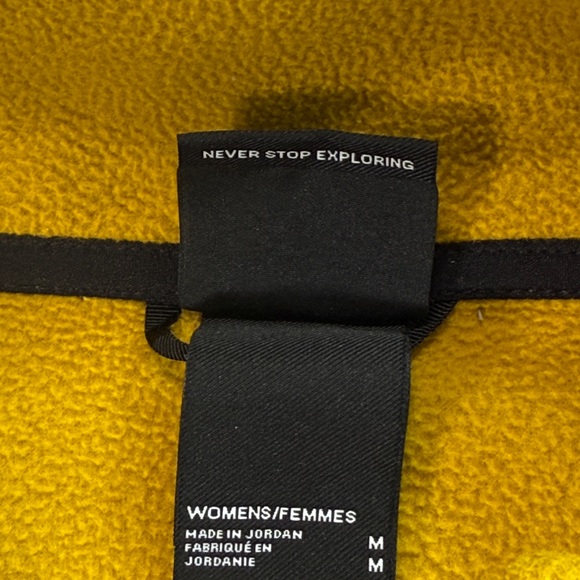 NEVER STOP EXPLORING
WOMENS/FEMMES
MADE IN JORDAN M
FABRIQUÉ EN
JORDANIE M